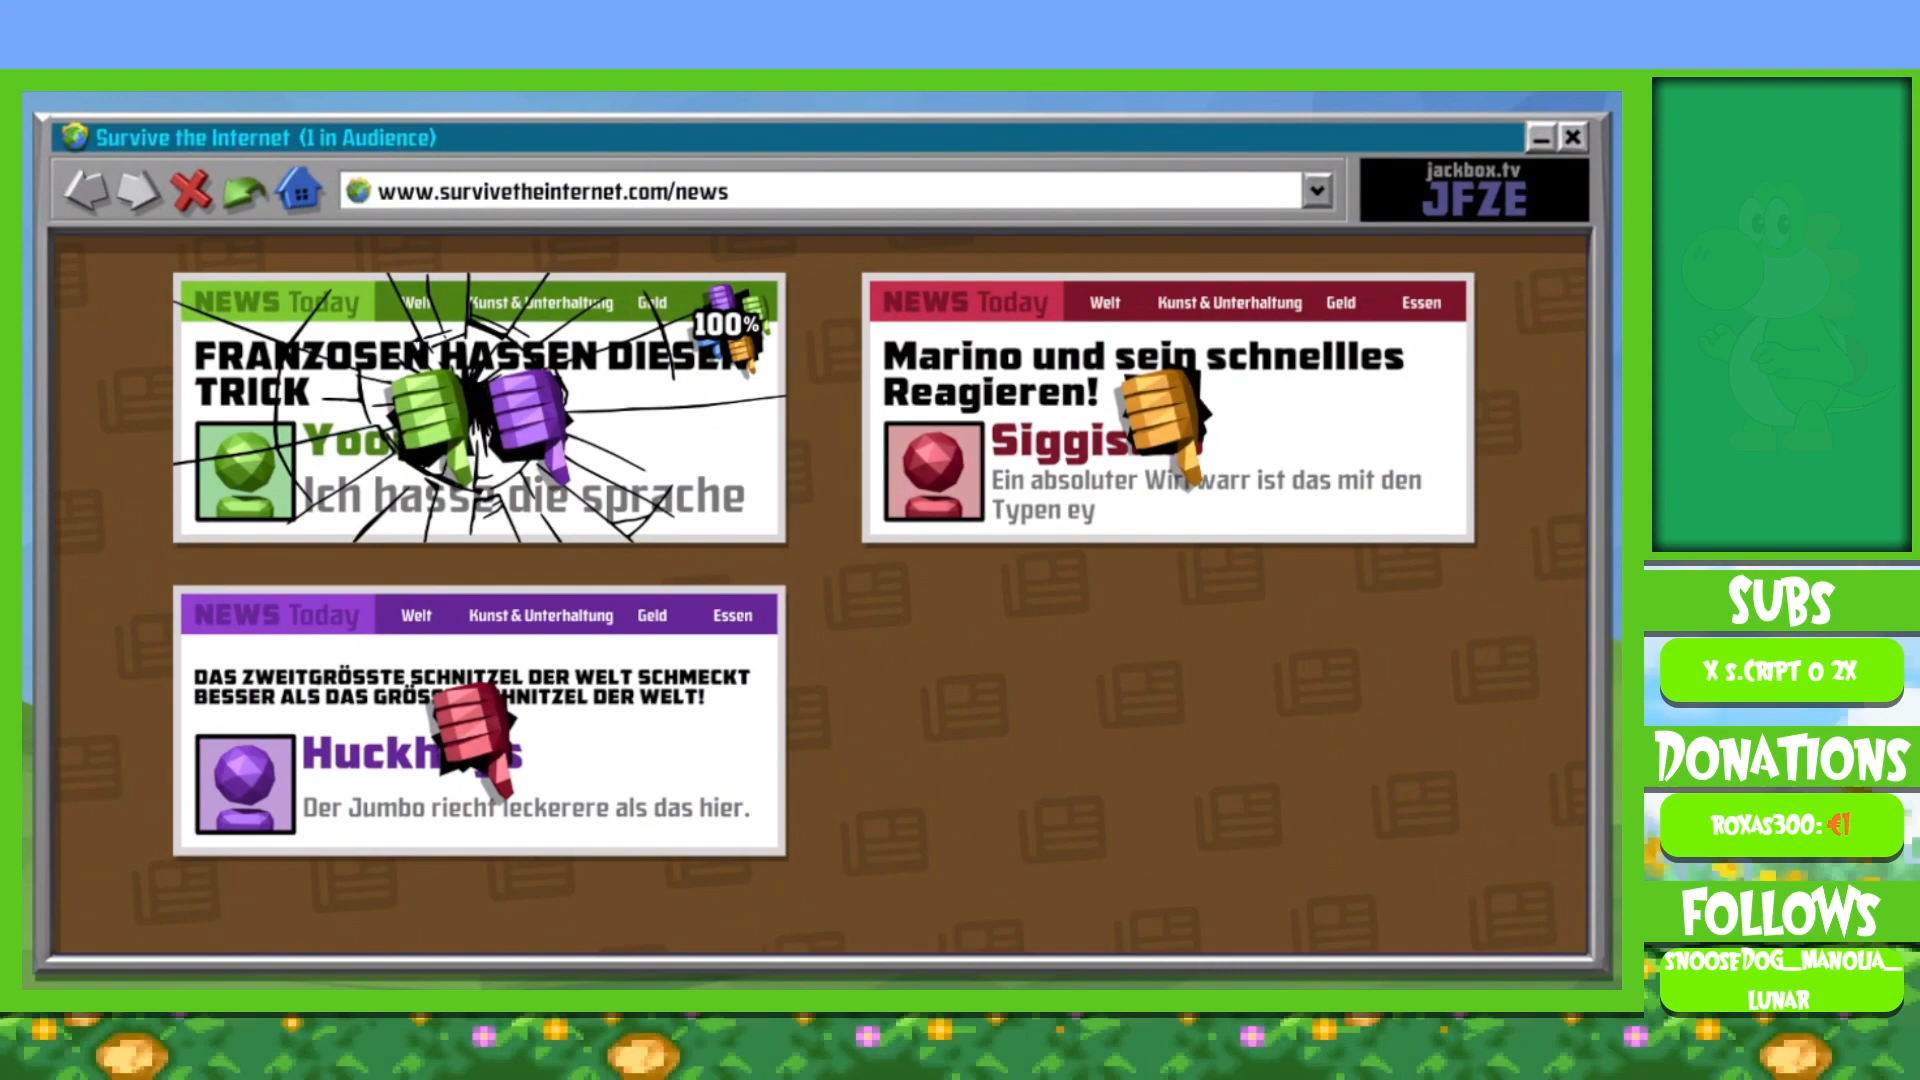 Survive the Internet (1 in Audience)
www.survivetheinternet.com/news
jackbox.tv
JFZE
NEWS Today Welt Kunst & Unterhaltung Geld
100%
FRANZOSEN HASSEN DIESEN
TRICK
Ich hasse die sprache
NEWS Today Welt Kunst & Unterhaltung Geld Essen
Marino und sein schnellles
Reagieren!
Ein absoluter Wirrwarr ist das mit den
Typen ey
NEWS Today Welt Kunst & Unterhaltung Geld Essen
DAS ZWEITGRÖSSTE SCHNITZEL DER WELT SCHMECKT
BESSER ALS DAS GRÖSSTE SCHNITZEL DER WELT!
Der Jumbo riecht leckerere als das hier.
SUBS
X S.CRIPT O 2X
DONATIONS
ROXAS300: €1
FOLLOWS
SNOOSEDOG_MANOLIA_
LUNAR